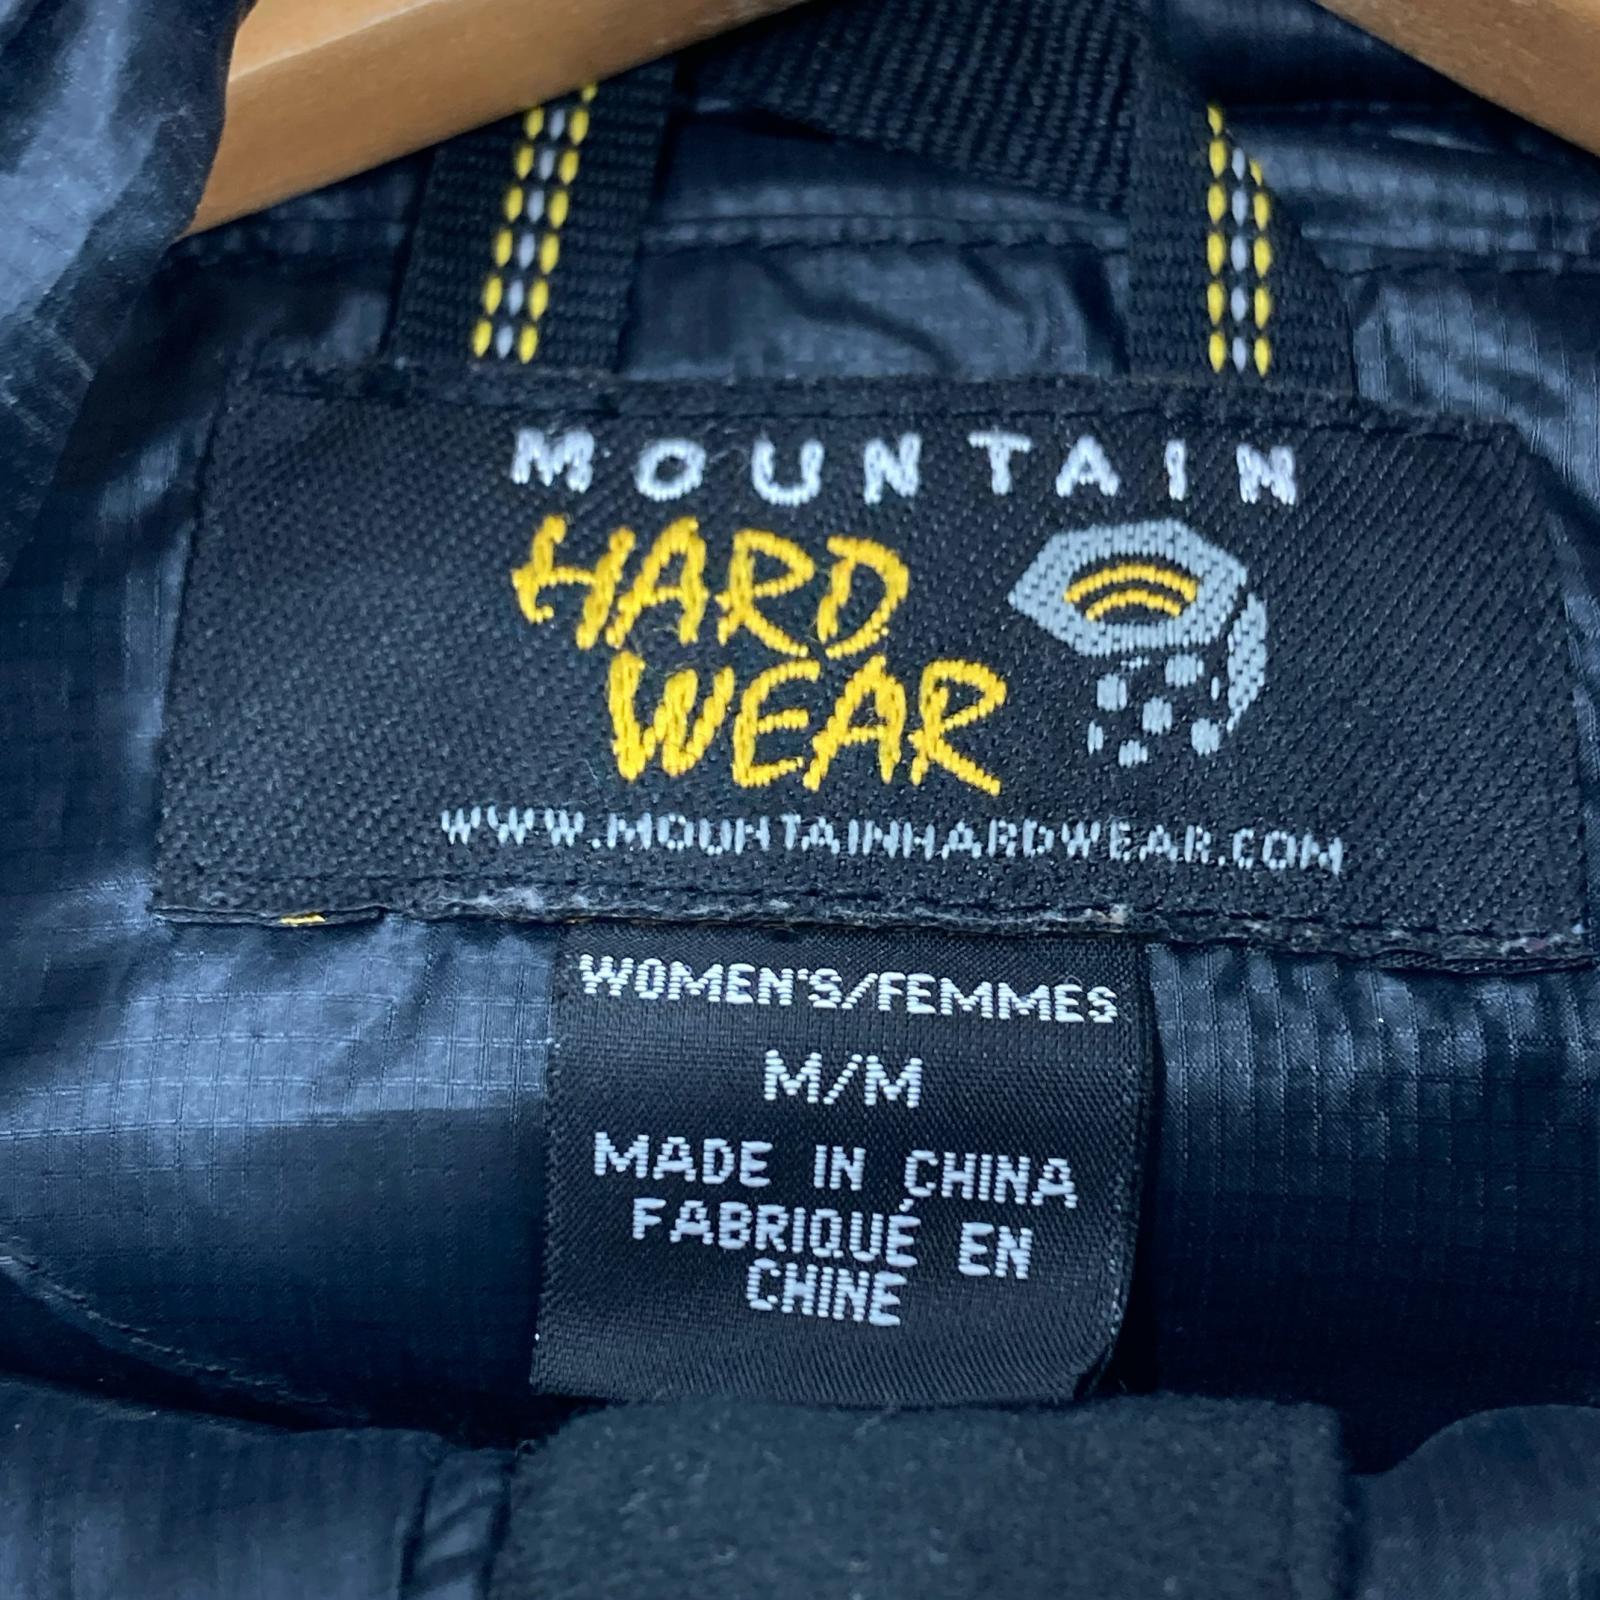 MOUNTAIN
HARD
WEAR
WWW.MOUNTAINHARDWEAR.COM
WOMEN'S/FEMMES
M/M
MADE IN CHINA
FABRIQUÉ EN
CHINE